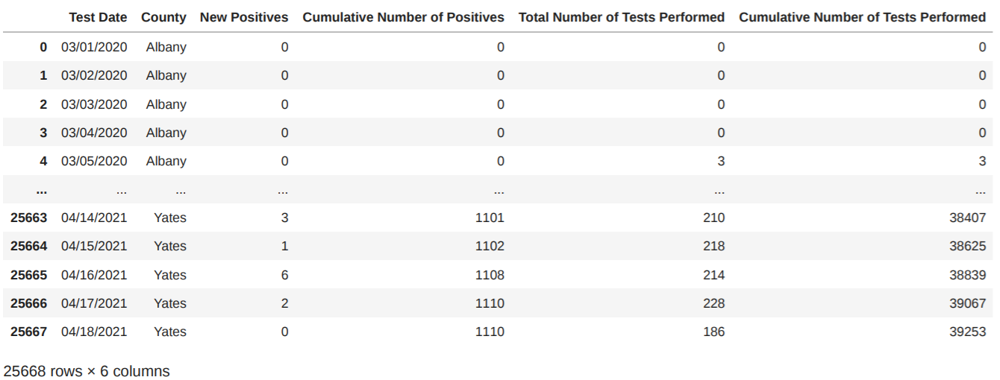 Test Date County New Positives Cumulative Number of Positives Total Number of Tests Performed Cumulative Number of Tests Performed
0 03/01/2020 Albany 0 0 0 0
1 03/02/2020 Albany 0 0 0 0
2 03/03/2020 Albany 0 0 0 0
3 03/04/2020 Albany 0 0 0 0
4 03/05/2020 Albany 0 0 3 3
... ... ... ... ... ... ...
25663 04/14/2021 Yates 3 1101 210 38407
25664 04/15/2021 Yates 1 1102 218 38625
25665 04/16/2021 Yates 6 1108 214 38839
25666 04/17/2021 Yates 2 1110 228 39067
25667 04/18/2021 Yates 0 1110 186 39253
25668 rows × 6 columns